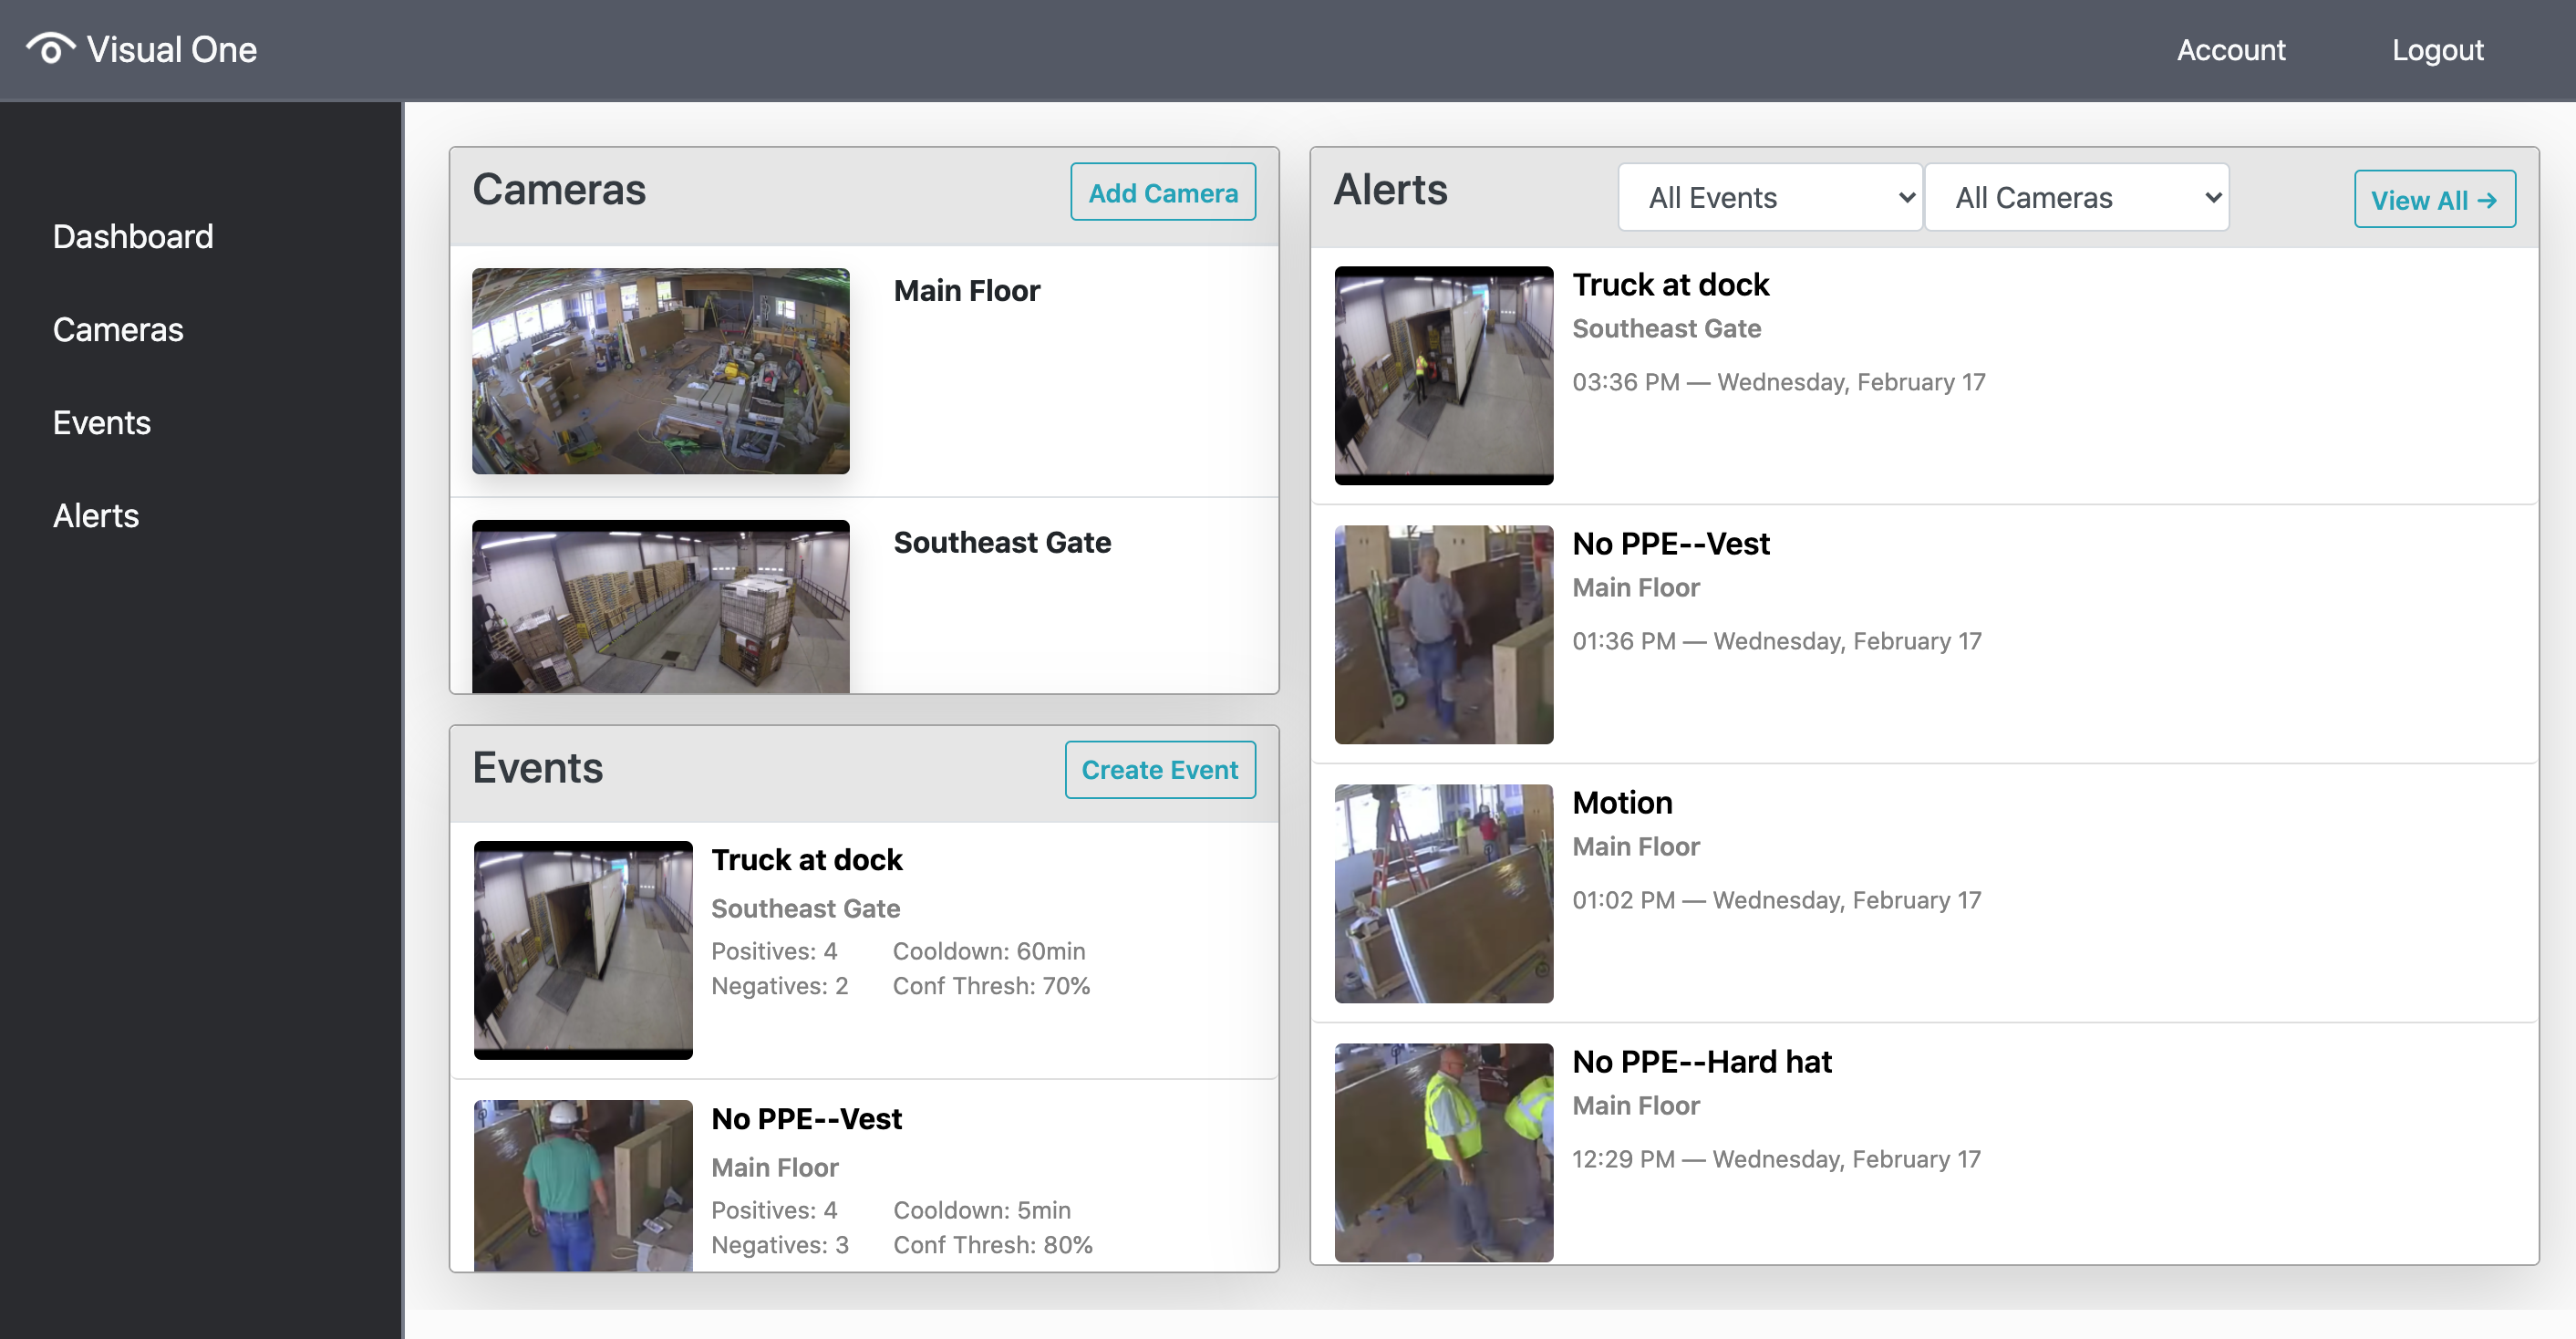 Visual One
Account
Logout
Dashboard
Cameras
Events
Alerts
Cameras
Add Camera
Main Floor
Southeast Gate
Events
Create Event
Truck at dock
Southeast Gate
Positives: 4
Cooldown: 60min
Negatives: 2
Conf Thresh: 70%
No PPE--Vest
Main Floor
Positives: 4
Cooldown: 5min
Negatives: 3
Conf Thresh: 80%
Alerts
All Events
All Cameras
View All →
Truck at dock
Southeast Gate
03:36 PM — Wednesday, February 17
No PPE--Vest
Main Floor
01:36 PM — Wednesday, February 17
Motion
Main Floor
01:02 PM — Wednesday, February 17
No PPE--Hard hat
Main Floor
12:29 PM — Wednesday, February 17